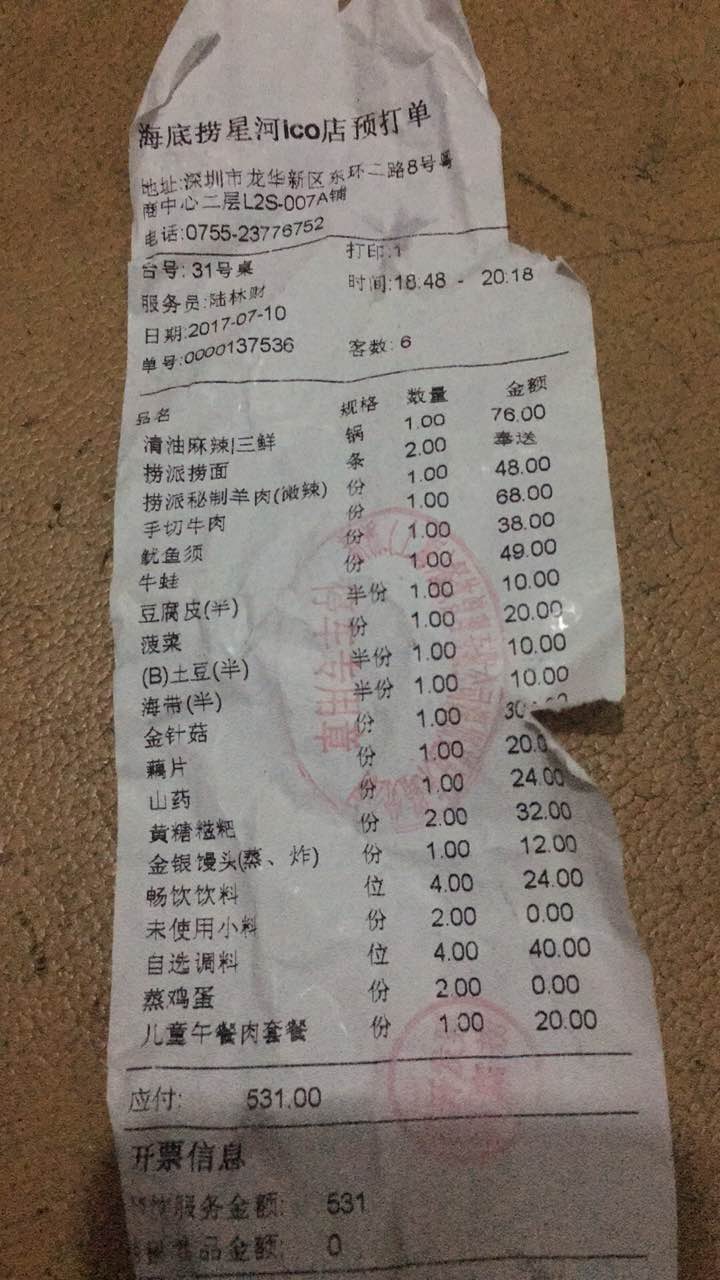 海底捞星河ico店预打单
地址:深圳市龙华新区东环二路8号粤
商中心二层L2S-007A铺
电话:0755-23776752
台号: 31号桌 打印:1
服务员:陆林财 时间:18:48 - 20:18
日期:2017-07-10
单号:0000137536 客数: 6
品名 规格 数量 金额
清油麻辣|三鲜 锅 1.00 76.00
捞派捞面 条 2.00 奉送
捞派秘制羊肉(微辣) 份 1.00 48.00
手切牛肉 份 1.00 68.00
鱿鱼须 份 1.00 38.00
牛蛙 份 1.00 49.00
豆腐皮(半) 半份 1.00 10.00
菠菜 份 1.00 20.00
(B)土豆(半) 半份 1.00 10.00
海带(半) 半份 1.00 10.00
金针菇 份 1.00
藕片 份 1.00 20.0
山药 份 1.00 24.00
黄糖糍粑 份 2.00 32.00
金银馒头(蒸、炸) 份 1.00 12.00
畅饮饮料 位 4.00 24.00
未使用小料 份 2.00 0.00
自选调料 位 4.00 40.00
蒸鸡蛋 份 2.00 0.00
儿童午餐肉套餐 份 1.00 20.00
应付: 531.00
开票信息
服务金额: 531
品金额: 0